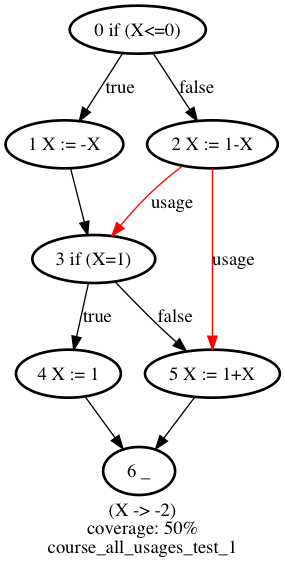 0 if (X<=0)
true
false
1 X := -X
2 X := 1-X
usage
3 if (X=1)
usage
true
false
4 X := 1
5 X := 1+X
6 _
(X -> -2)
coverage: 50%
course_all_usages_test_1